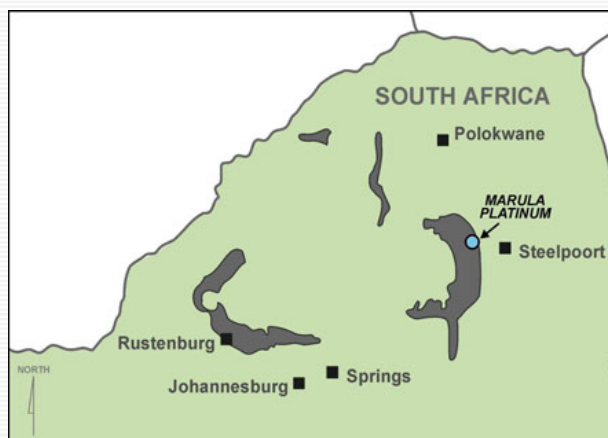 SOUTH AFRICA
Polokwane
MARULA
PLATINUM
Steelpoort
Rustenburg
Springs
Johannesburg
NORTH